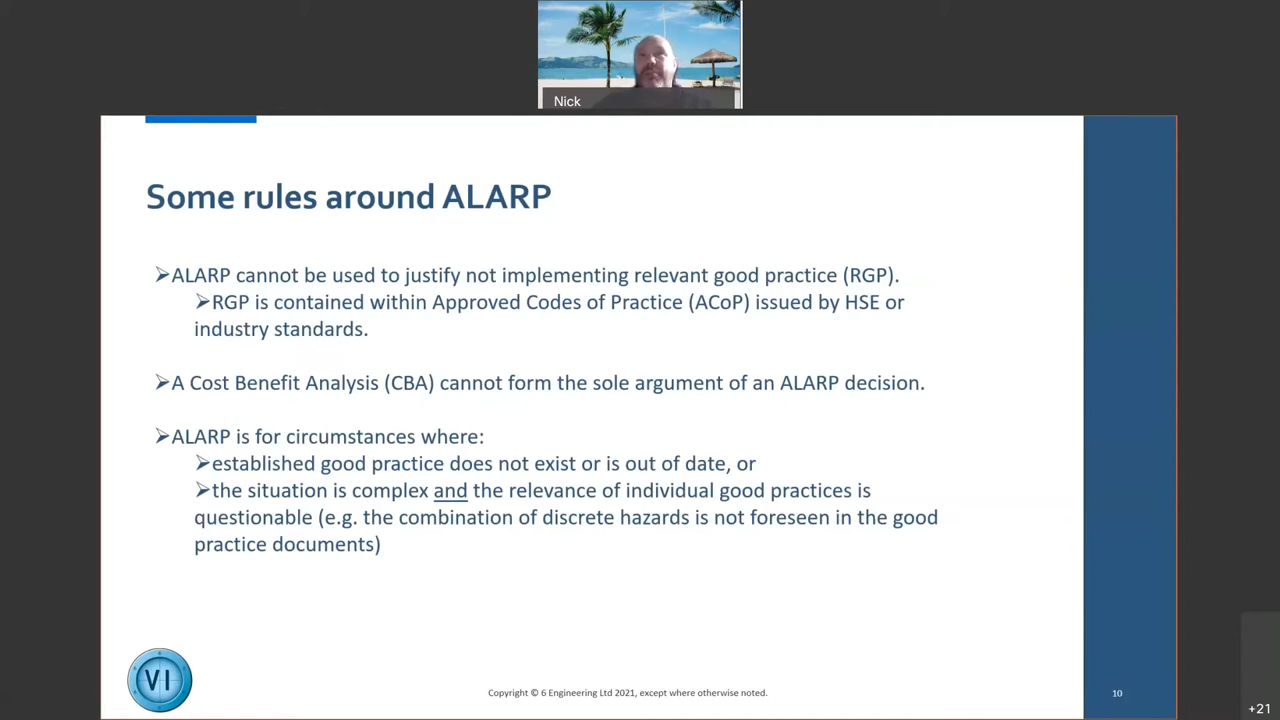 Nick
Some rules around ALARP
➢ALARP cannot be used to justify not implementing relevant good practice (RGP).
➢RGP is contained within Approved Codes of Practice (ACoP) issued by HSE or
industry standards.
➢A Cost Benefit Analysis (CBA) cannot form the sole argument of an ALARP decision.
➢ALARP is for circumstances where:
➢established good practice does not exist or is out of date, or
➢the situation is complex and the relevance of individual good practices is
questionable (e.g. the combination of discrete hazards is not foreseen in the good
practice documents)
VI
Copyright © 6 Engineering Ltd 2021, except where otherwise noted.
10
+21